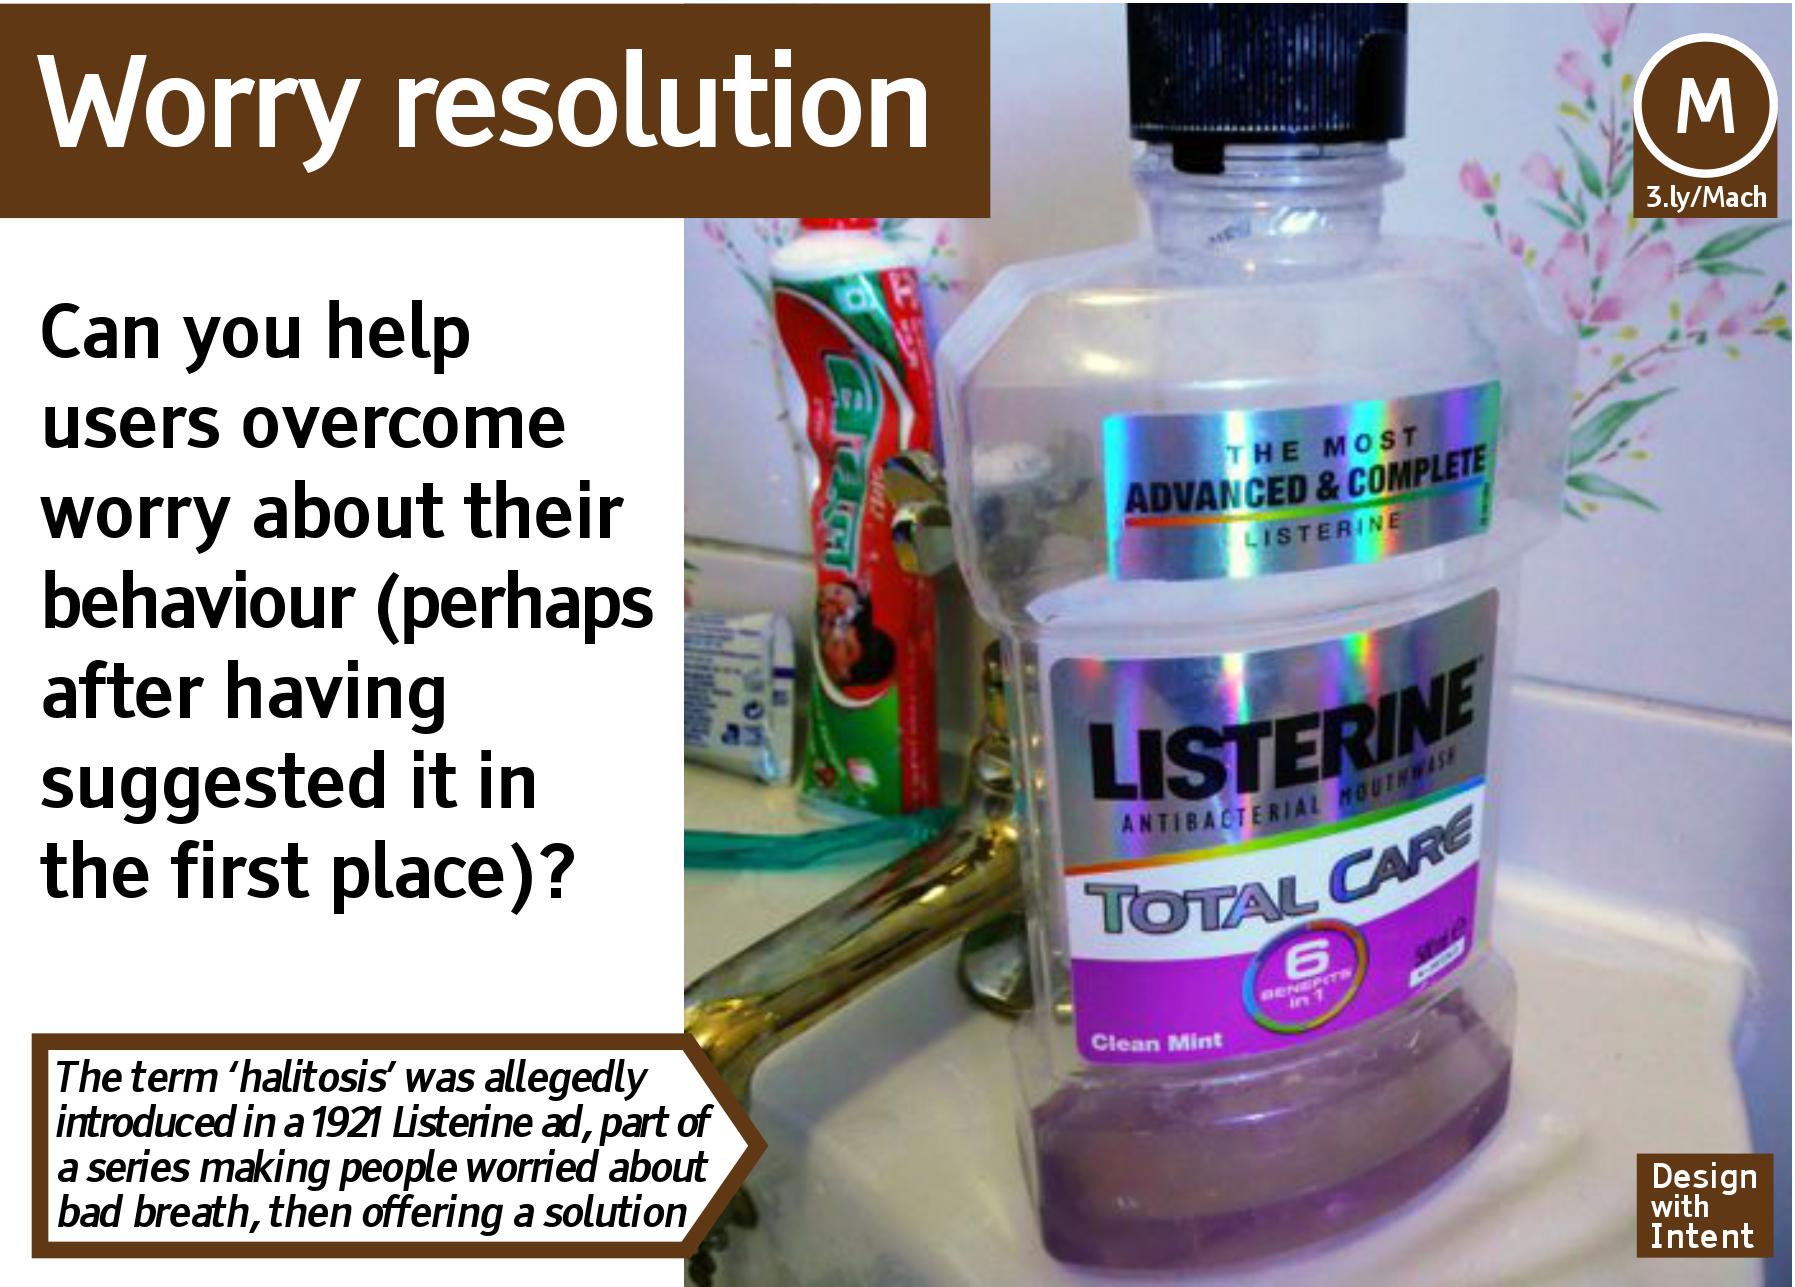 Worry resolution
M
3.ly/Mach
Can you help
users overcome
worry about their
behaviour (perhaps
after having
suggested it in
the first place)?
THE MOST
ADVANCED & COMPLETE
LISTERINE
LISTERINE
ANTIBACTERIAL MOUTHWASH
TOTAL CARE
6
BENEFITS
in 1
Clean Mint
The term ‘halitosis’ was allegedly
introduced in a 1921 Listerine ad, part of
a series making people worried about
bad breath, then offering a solution
Design
with
Intent